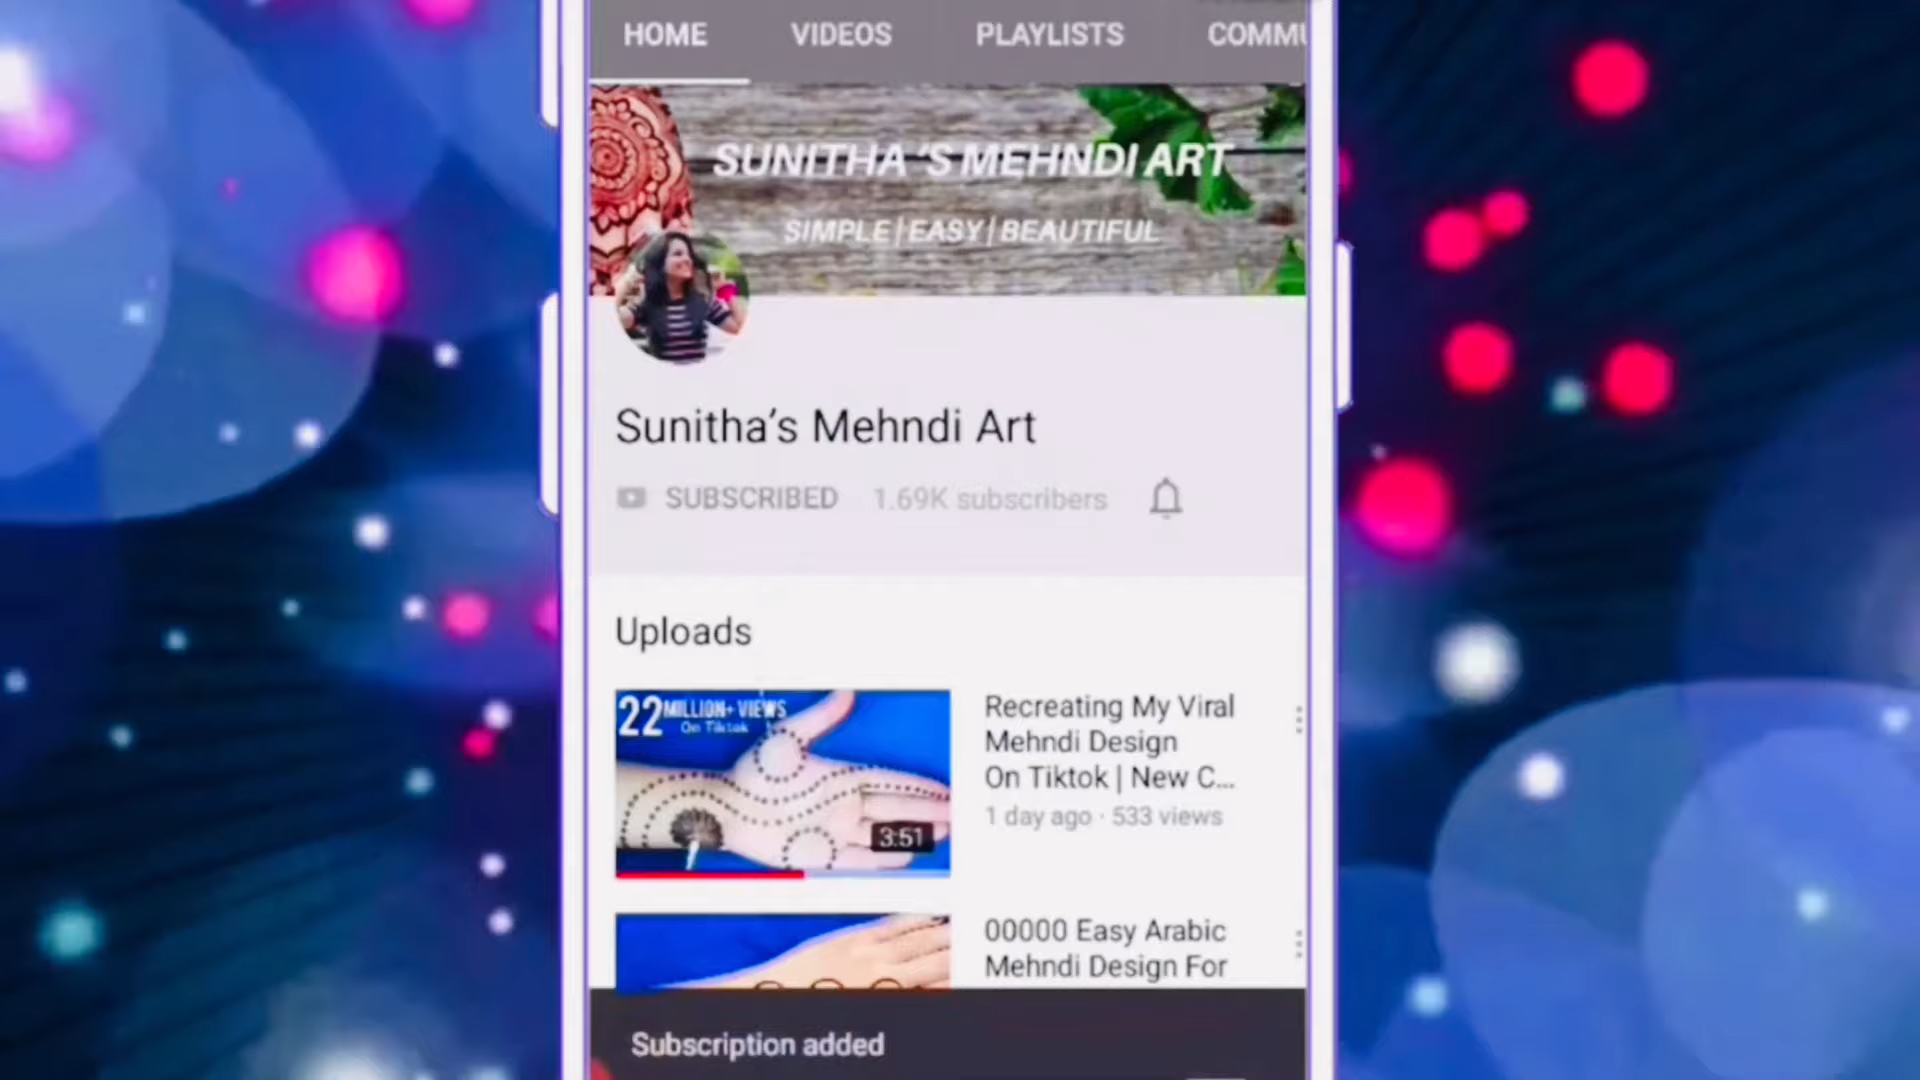 HOME VIDEOS PLAYLISTS COMMU
SUNITHA 'S MEHNDI ART
SIMPLE | EASY | BEAUTIFUL
Sunitha's Mehndi Art
SUBSCRIBED 1.69K subscribers
Uploads
22 MILLION+ VIEWS
On Tiktok
3:51
Recreating My Viral
Mehndi Design
On Tiktok | New C...
1 day ago · 533 views
00000 Easy Arabic
Mehndi Design For
Subscription added